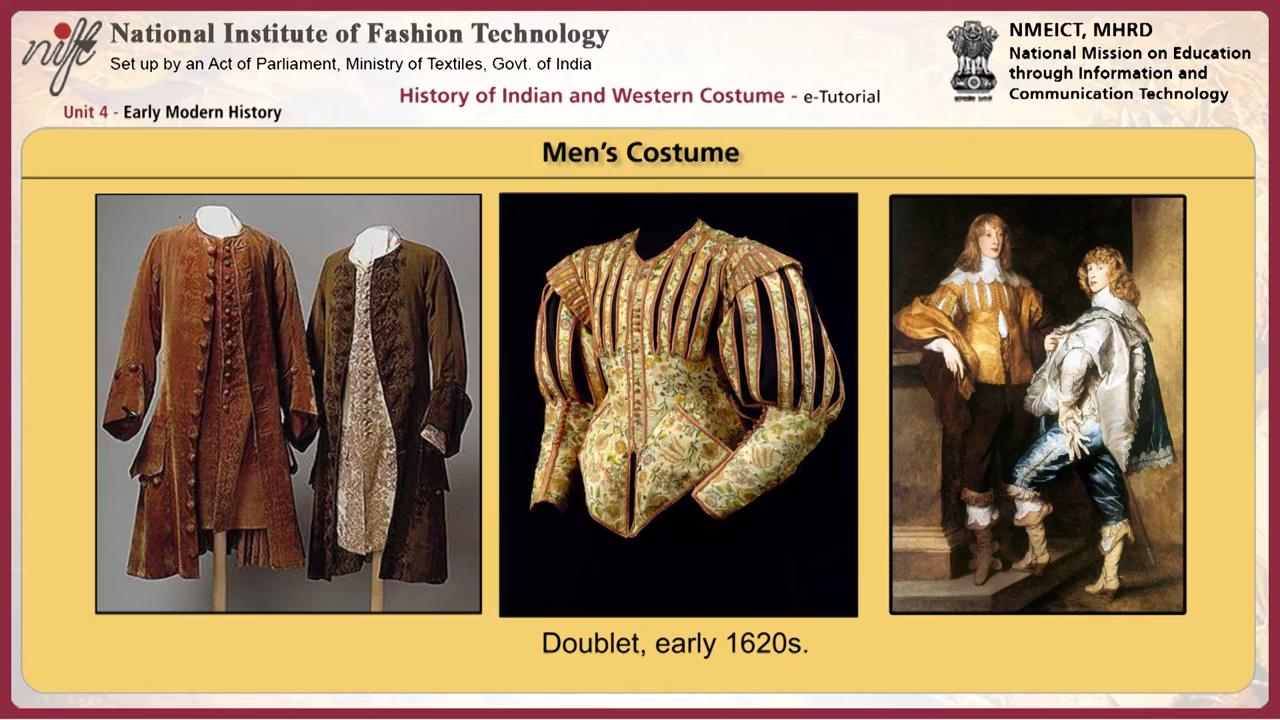 nift
National Institute of Fashion Technology
Set up by an Act of Parliament, Ministry of Textiles, Govt. of India
NMEICT, MHRD
National Mission on Education
through Information and
Communication Technology
History of Indian and Western Costume - e-Tutorial
Unit 4 - Early Modern History
Men's Costume
Doublet, early 1620s.